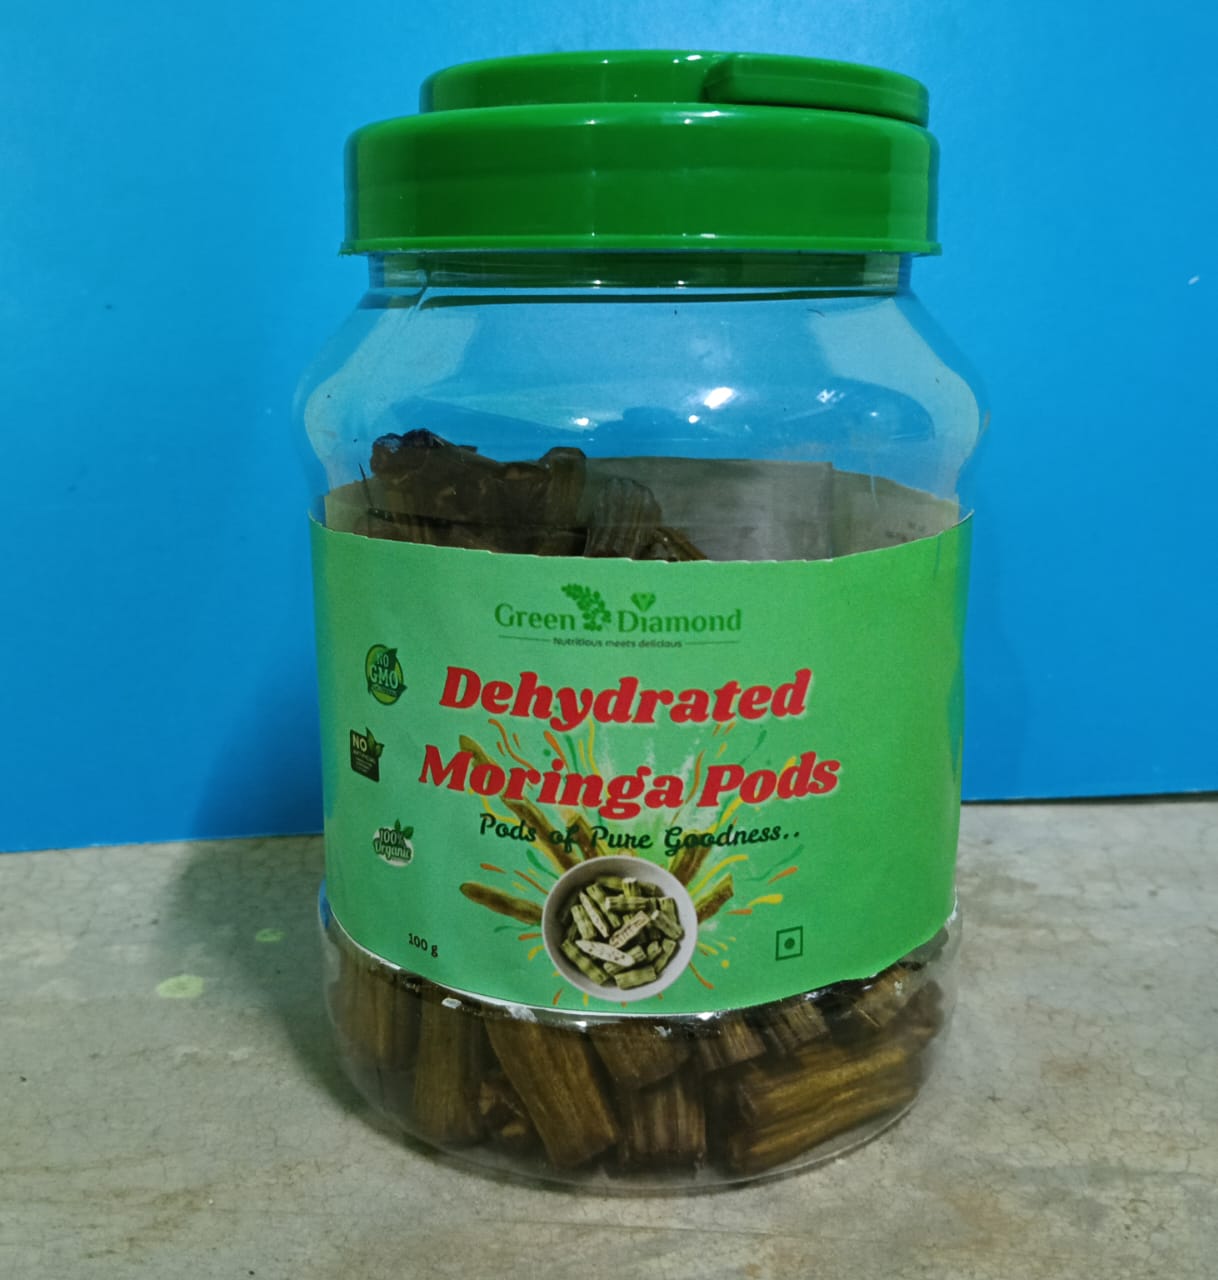 Green Diamond
Nutritious meets delicious
Dehydrated
Moringa Pods
Pods of Pure Goodness..
NO
GMO
NO
100%
Organic
100 g